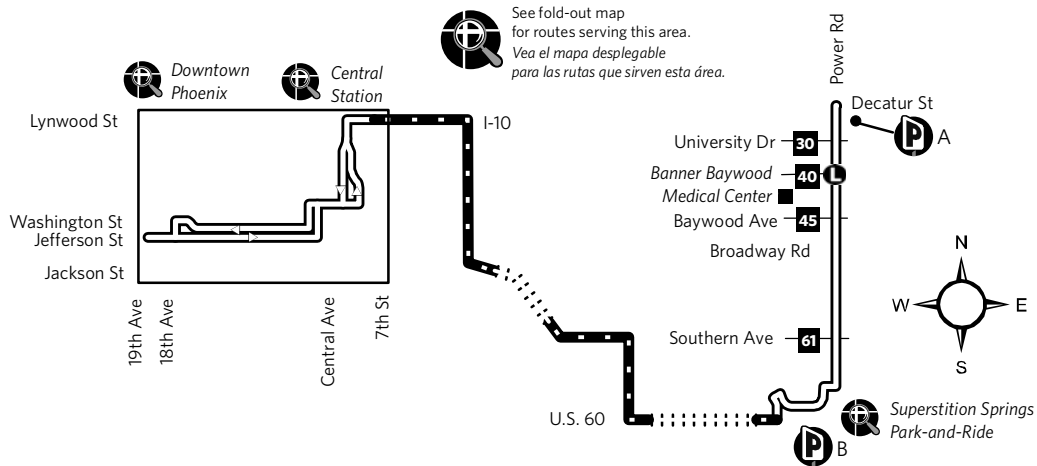 See fold-out map
for routes serving this area.
Vea el mapa desplegable
para las rutas que sirven esta área.
Power Rd
Downtown
Phoenix
Central
Station
Decatur St
Lynwood St
I-10
P
A
University Dr
30
Banner Baywood
Medical Center
40
L
Baywood Ave
45
Washington St
Jefferson St
Broadway Rd
Jackson St
N
W
E
S
19th Ave
18th Ave
Central Ave
7th St
Southern Ave
61
U.S. 60
Superstition Springs
Park-and-Ride
P
B